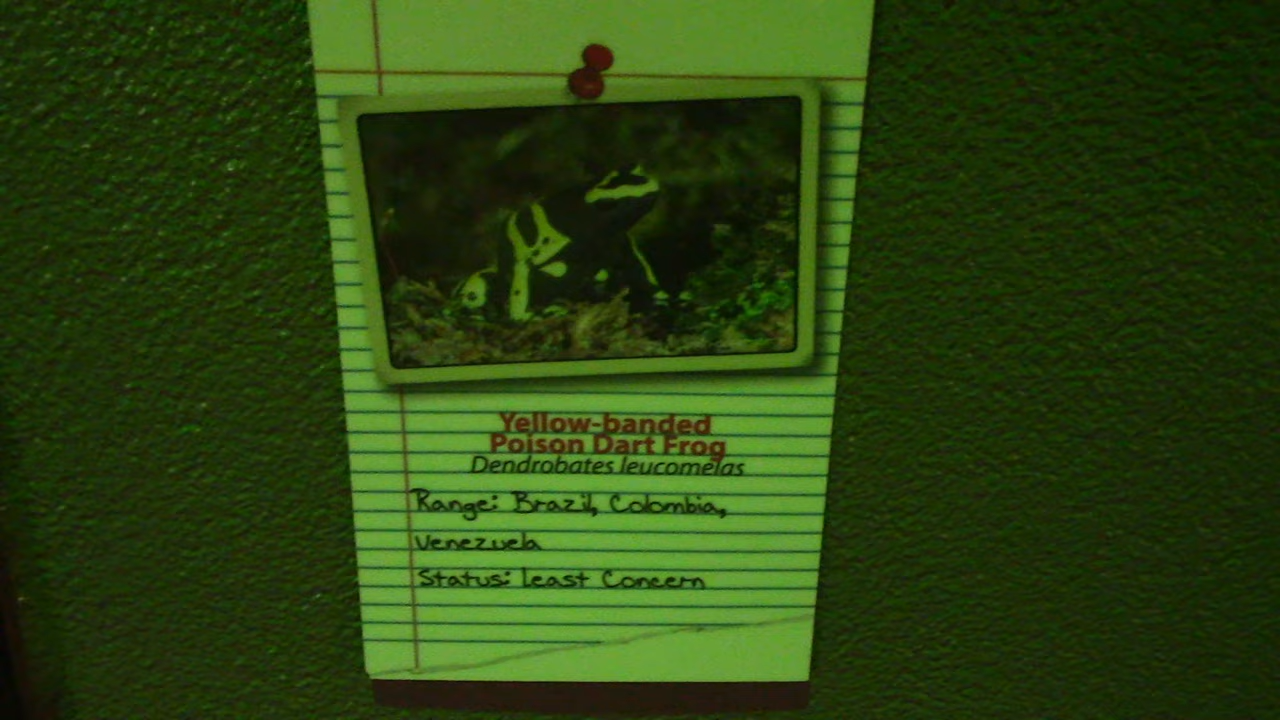 Yellow-banded
Poison Dart Frog
Dendrobates leucomelas
Range: Brazil, Colombia,
Venezuela
Status: Least Concern